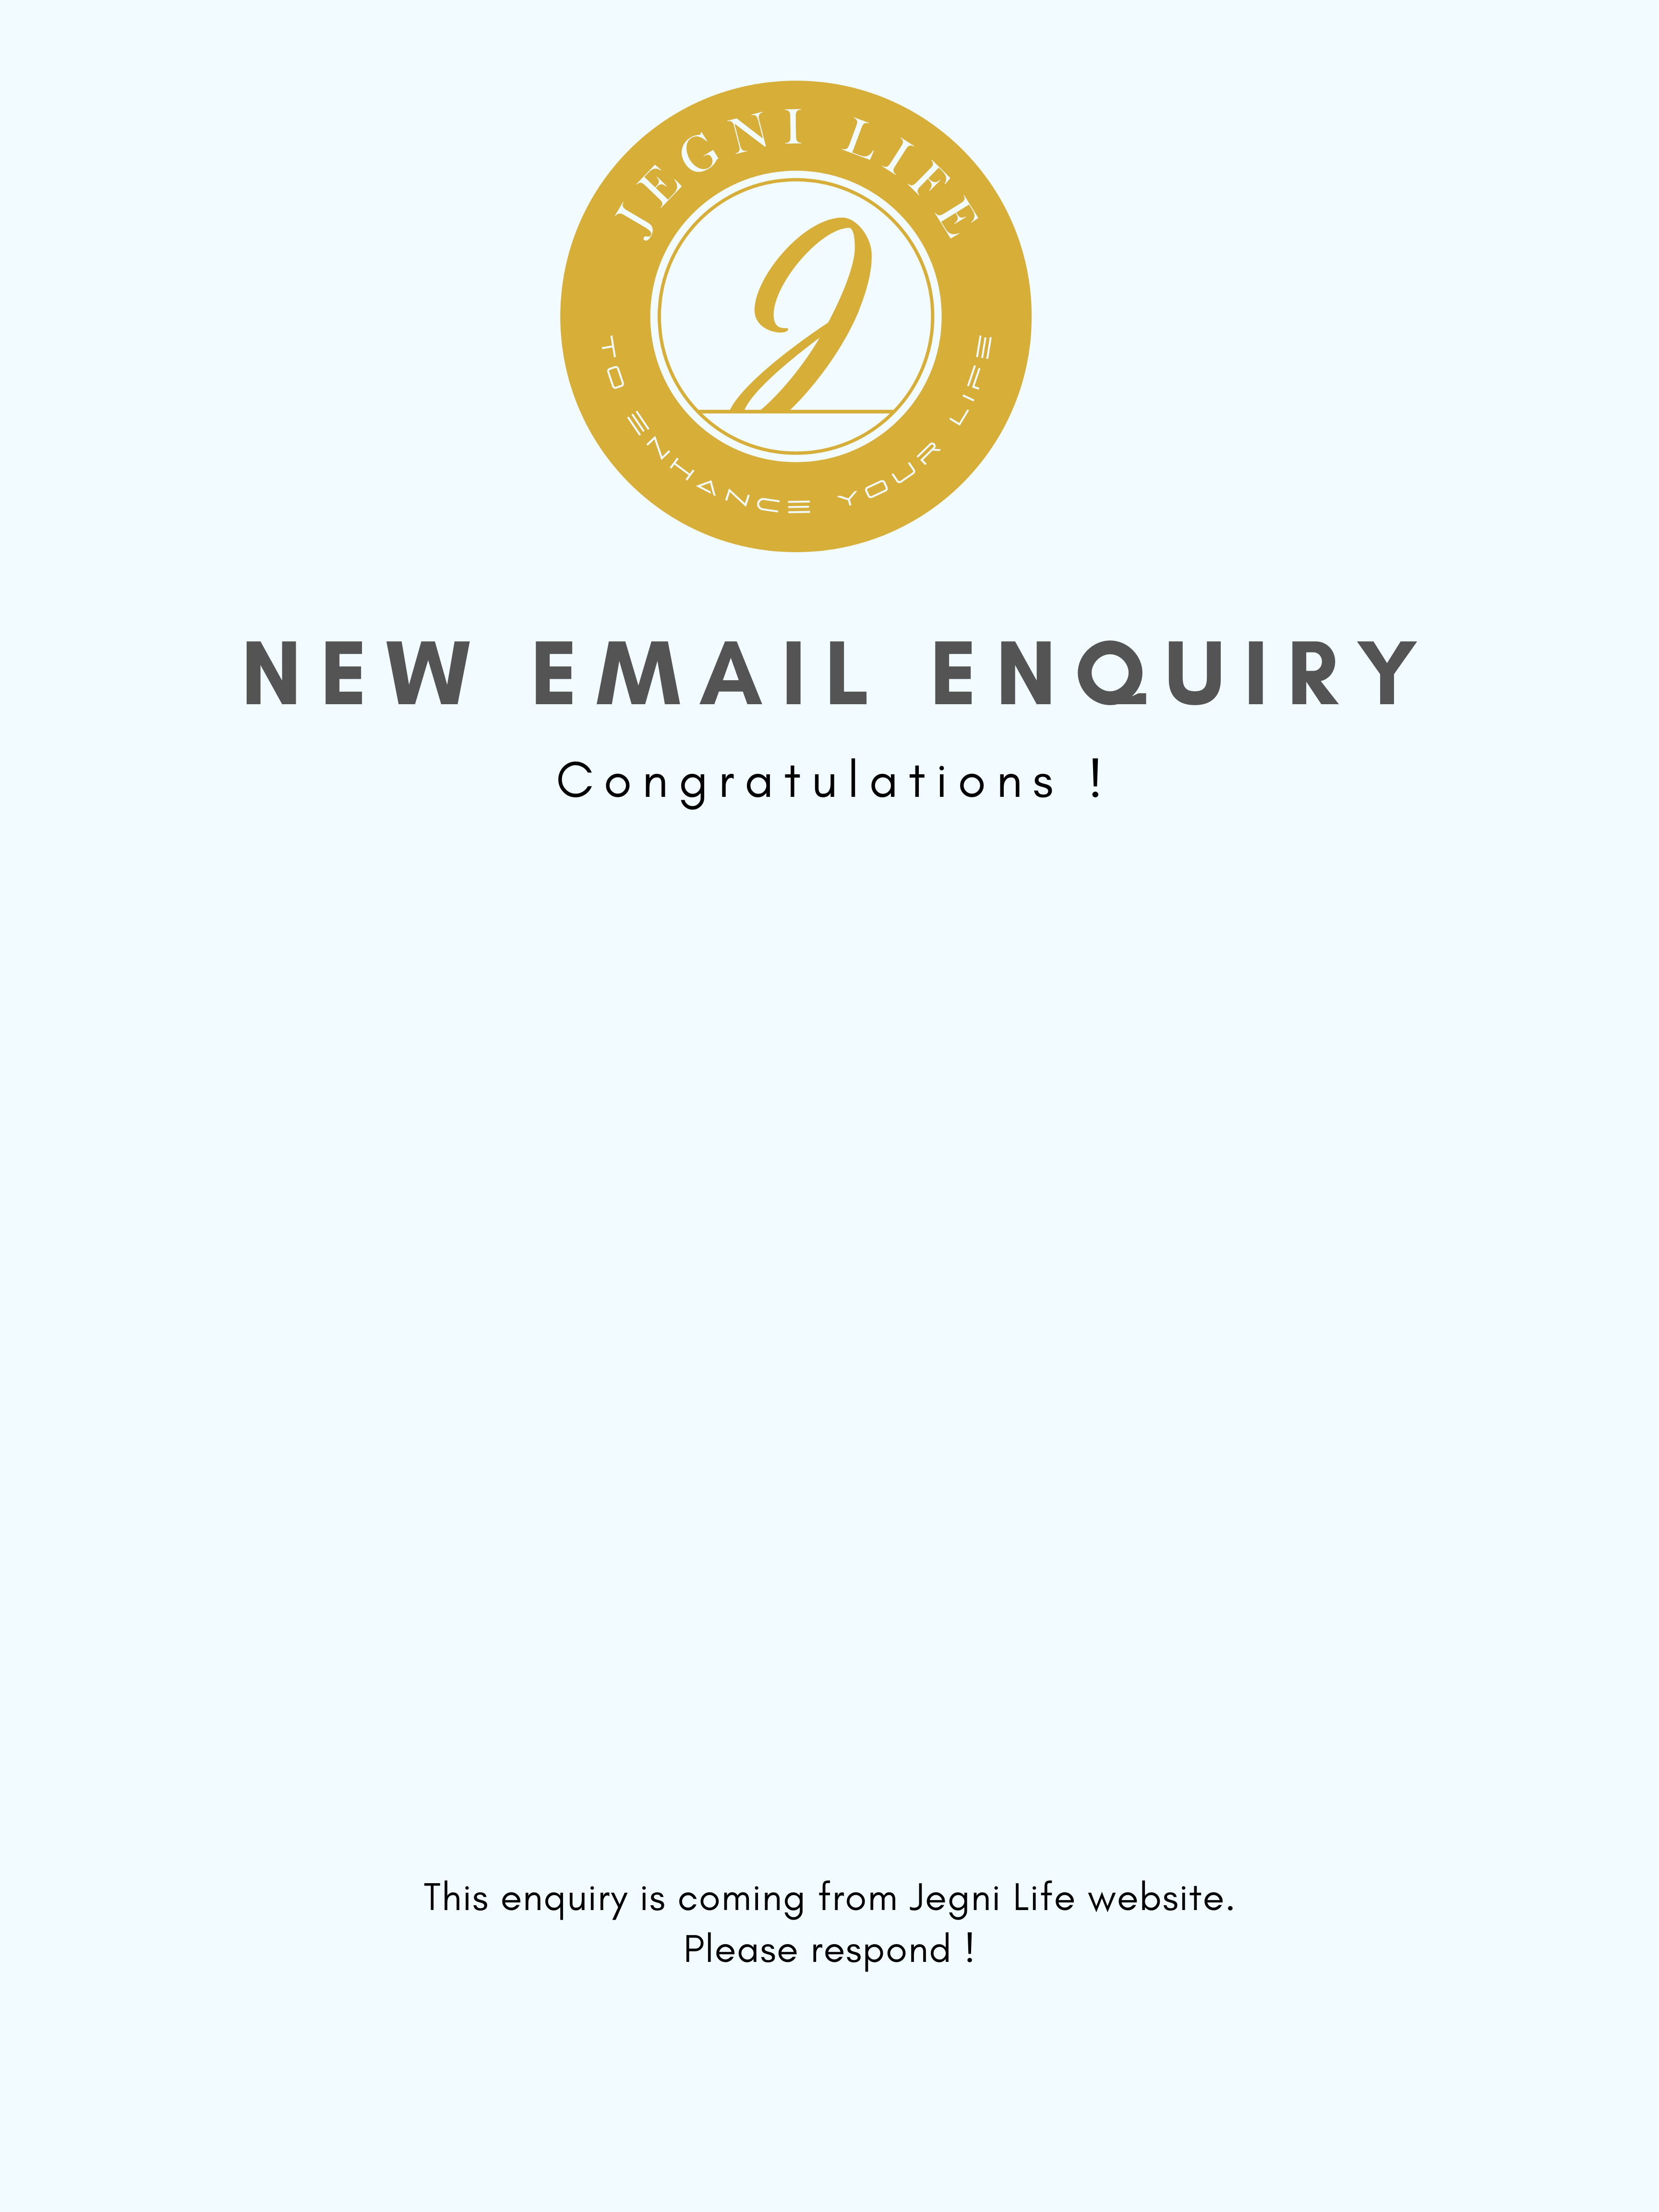 JEGNI LIFE
J
TO ENHANCE YOUR LIFE
NEW EMAIL ENQUIRY
Congratulations !
This enquiry is coming from Jegni Life website.
Please respond !